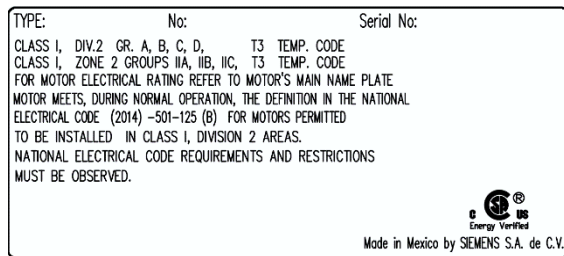 TYPE: No: Serial No:
CLASS I, DIV.2 GR. A, B, C, D, T3 TEMP. CODE
CLASS I, ZONE 2 GROUPS IIA, IIB, IIC, T3 TEMP. CODE
FOR MOTOR ELECTRICAL RATING REFER TO MOTOR'S MAIN NAME PLATE
MOTOR MEETS, DURING NORMAL OPERATION, THE DEFINITION IN THE NATIONAL
ELECTRICAL CODE (2014) -501-125 (B) FOR MOTORS PERMITTED
TO BE INSTALLED IN CLASS I, DIVISION 2 AREAS.
NATIONAL ELECTRICAL CODE REQUIREMENTS AND RESTRICTIONS
MUST BE OBSERVED.
C SA ® US
Energy Verified
Made in Mexico by SIEMENS S.A. de C.V.